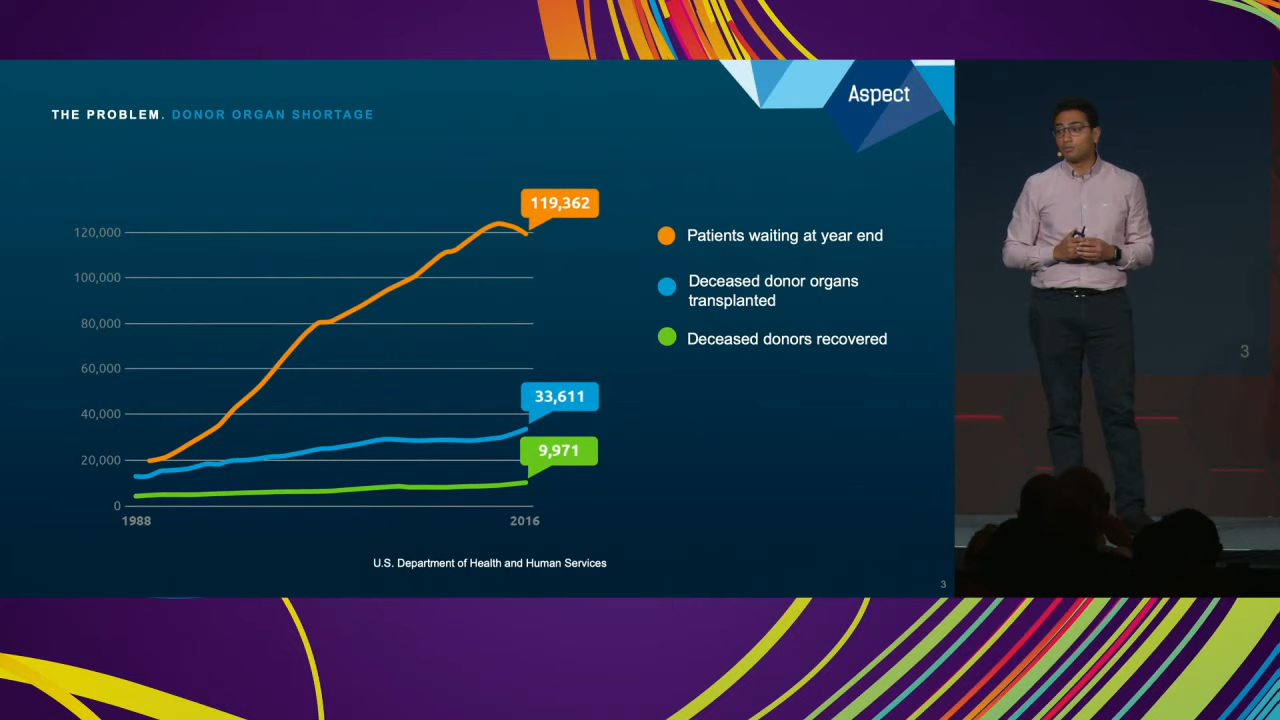 Aspect
THE PROBLEM. DONOR ORGAN SHORTAGE
119,362
120,000
100,000
80,000
60,000
40,000
20,000
0
33,611
9,971
1988
2016
Patients waiting at year end
Deceased donor organs
transplanted
Deceased donors recovered
U.S. Department of Health and Human Services
3
3